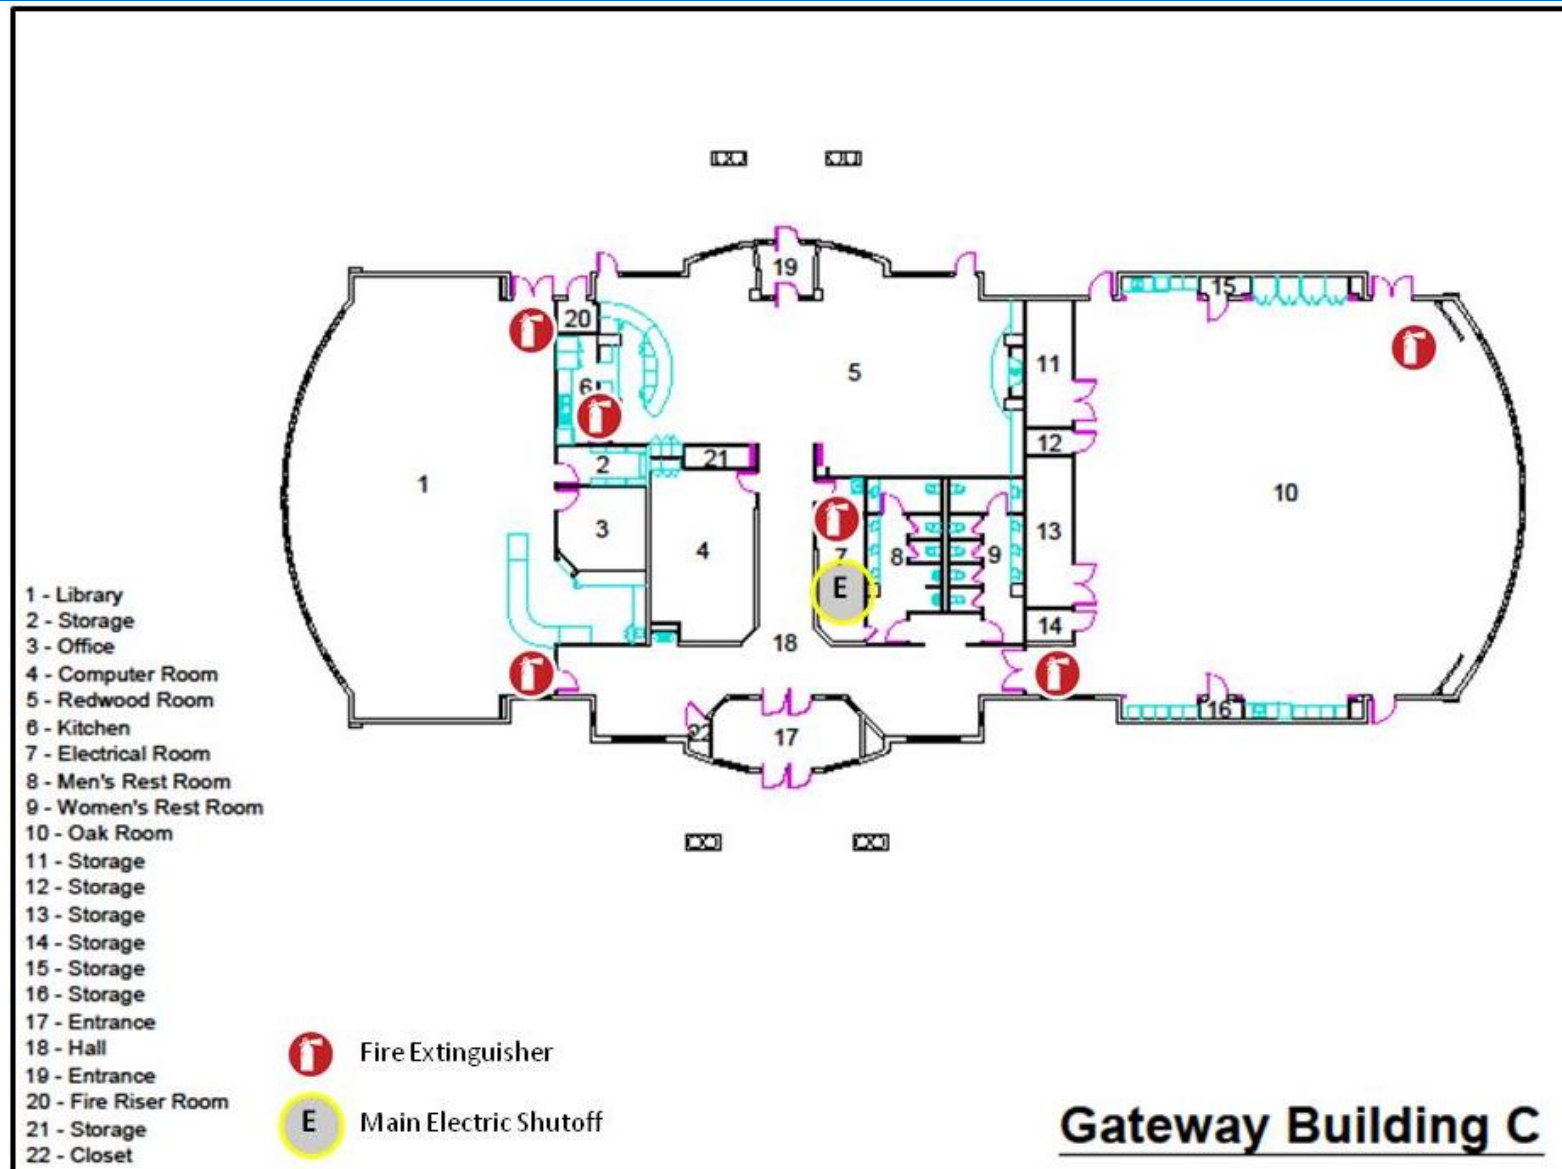 19
15
20
11
6
5
12
21
2
1
10
3
13
4
7
8
9
E
14
18
16
22
17
1 - Library
2 - Storage
3 - Office
4 - Computer Room
5 - Redwood Room
6 - Kitchen
7 - Electrical Room
8 - Men's Rest Room
9 - Women's Rest Room
10 - Oak Room
11 - Storage
12 - Storage
13 - Storage
14 - Storage
15 - Storage
16 - Storage
17 - Entrance
18 - Hall
19 - Entrance
20 - Fire Riser Room
21 - Storage
22 - Closet
Fire Extinguisher
E Main Electric Shutoff
Gateway Building C